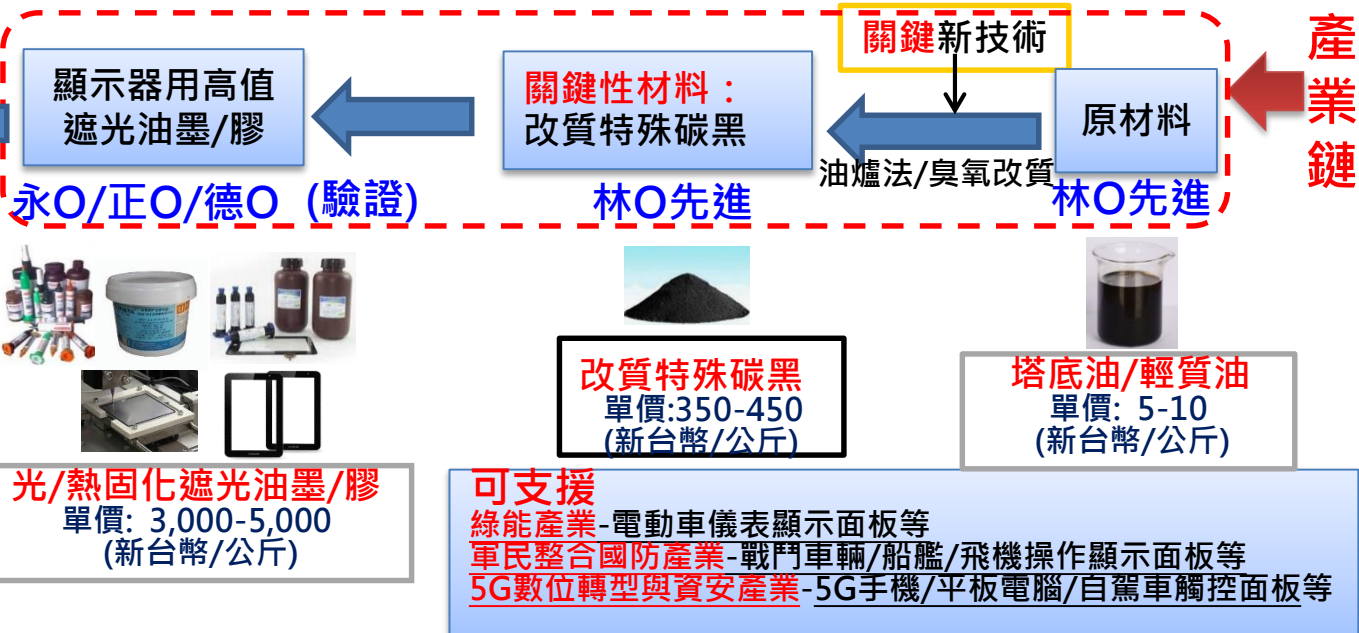 關鍵新技術
產
業
鏈
顯示器用高值
遮光油墨/膠
關鍵性材料：
改質特殊碳黑
原材料
油爐法/臭氧改質
永O/正O/德O (驗證)
林O先進
林O先進
改質特殊碳黑
單價:350-450
(新台幣/公斤)
塔底油/輕質油
單價: 5-10
(新台幣/公斤)
光/熱固化遮光油墨/膠
單價: 3,000-5,000
(新台幣/公斤)
可支援
綠能產業-電動車儀表顯示面板等
軍民整合國防產業-戰鬥車輛/船艦/飛機操作顯示面板等
5G數位轉型與資安產業-5G手機/平板電腦/自駕車觸控面板等